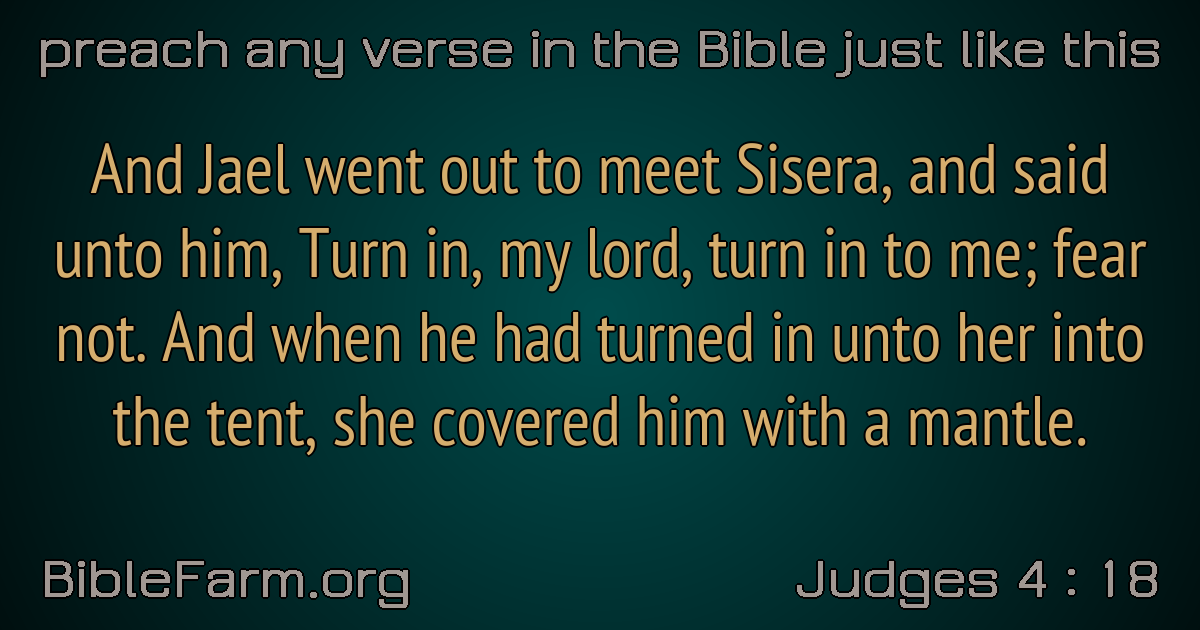 preach any verse in the Bible just like this
And Jael went out to meet Sisera, and said
unto him, Turn in, my lord, turn in to me; fear
not. And when he had turned in unto her into
the tent, she covered him with a mantle.
BibleFarm.org
Judges 4 : 18